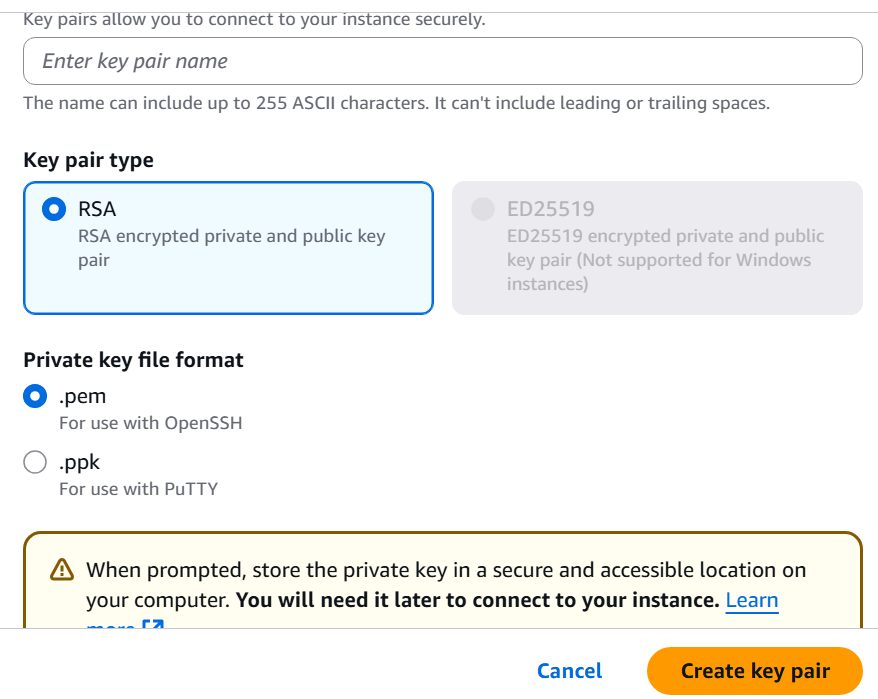 Key pairs allow you to connect to your instance securely.
Enter key pair name
The name can include up to 255 ASCII characters. It can't include leading or trailing spaces.
Key pair type
RSA
RSA encrypted private and public key
pair
ED25519
ED25519 encrypted private and public
key pair (Not supported for Windows
instances)
Private key file format
.pem
For use with OpenSSH
.ppk
For use with PuTTY
When prompted, store the private key in a secure and accessible location on
your computer. You will need it later to connect to your instance. Learn
more
Cancel
Create key pair